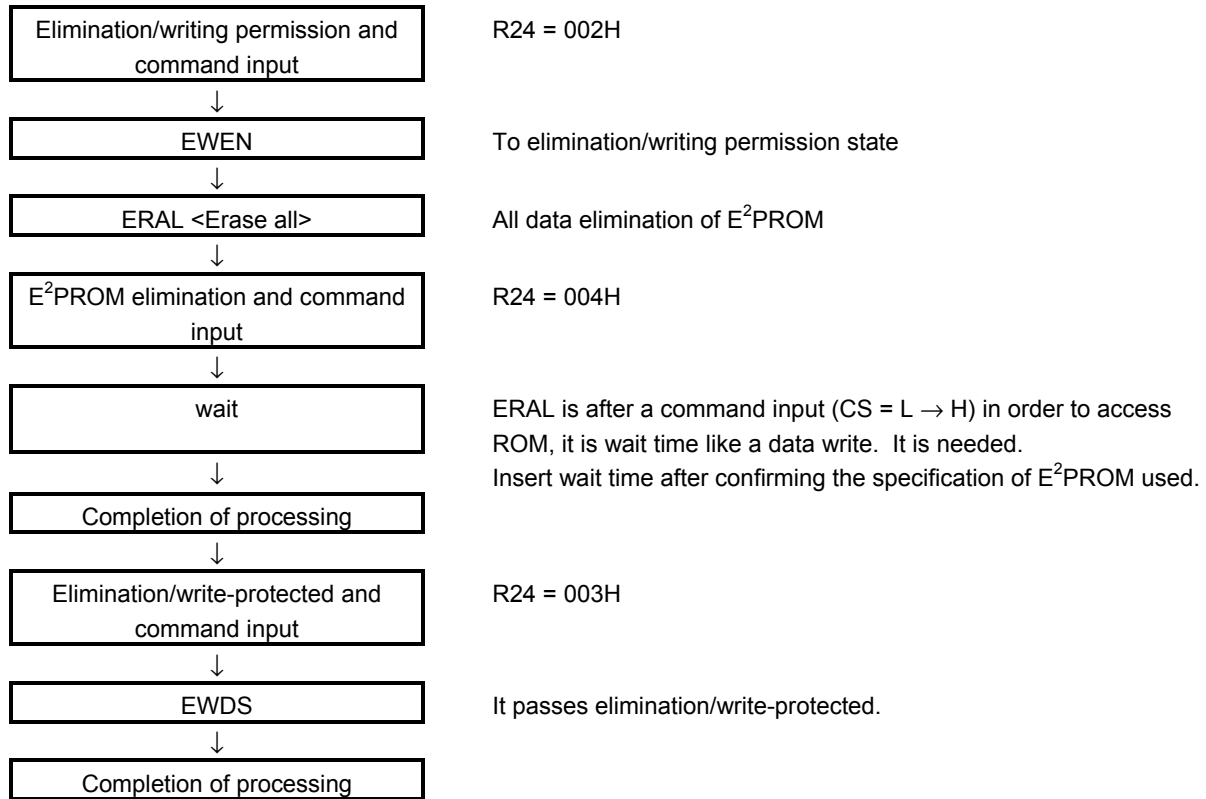 Elimination/writing permission and
command input
R24 = 002H
↓
EWEN
To elimination/writing permission state
↓
ERAL <Erase all>
All data elimination of E²PROM
↓
E²PROM elimination and command
input
R24 = 004H
↓
wait
ERAL is after a command input (CS = L → H) in order to access
ROM, it is wait time like a data write. It is needed.
Insert wait time after confirming the specification of E²PROM used.
↓
Completion of processing
↓
Elimination/write-protected and
command input
R24 = 003H
↓
EWDS
It passes elimination/write-protected.
↓
Completion of processing